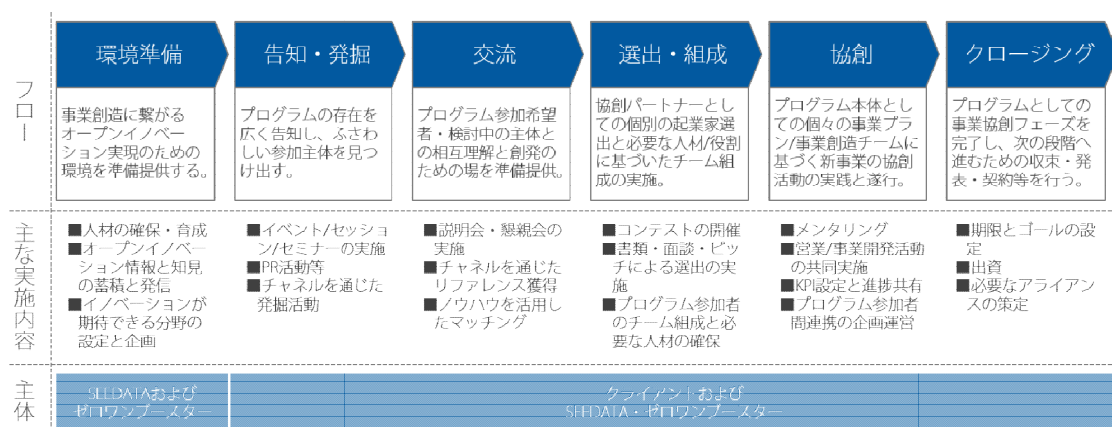 環境準備
告知・発掘
交流
選出・組成
協創
クロージング
フロー
事業創造に繋がる
オープンイノベー
ション実現のための
環境を準備提供する。
プログラムの存在を
広く告知し、ふさわ
しい参加主体を見つ
け出す。
プログラム参加希望
者・検討中の主体と
の相互理解と創発の
ための場を準備提供。
協創パートナーとし
ての個別の起業家選
出と必要な人材/役割
に基づいたチーム組
成の実施。
プログラム本体とし
ての個々の事業プラ
ン/事業創造チームに
基づく新事業の協創
活動の実践と遂行。
プログラムとしての
事業協創フェーズを
完了し、次の段階へ
進むための収束・発
表・契約等を行う。
主な実施内容
■人材の確保・育成
■オープンイノベー
ション情報と知見
の蓄積と発信
■イノベーションが
期待できる分野の
設定と企画
■イベント/セッショ
ン/セミナーの実施
■PR活動等
■チャネルを通じた
発掘活動
■説明会・懇親会の
実施
■チャネルを通じた
リファレンス獲得
■ノウハウを活用し
たマッチング
■コンテストの開催
■書類・面談・ピッ
チによる選出の実
施
■プログラム参加者
のチーム組成と必
要な人材の確保
■メンタリング
■営業/事業開発活動
の共同実施
■KPI設定と進捗共有
■プログラム参加者
間連携の企画運営
■期限とゴールの設
定
■出資
■必要なアライアン
スの策定
主体
SEEDATAおよび
ゼロワンブースター
クライアントおよび
SEEDATA・ゼロワンブースター